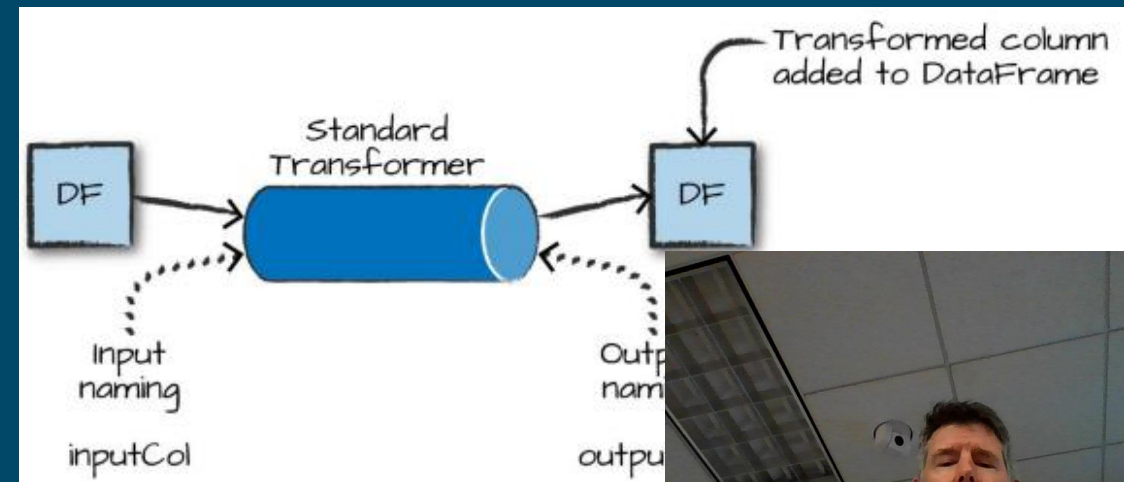 Transformed column
added to DataFrame
Standard
Transformer
DF
DF
Input
naming
inputCol